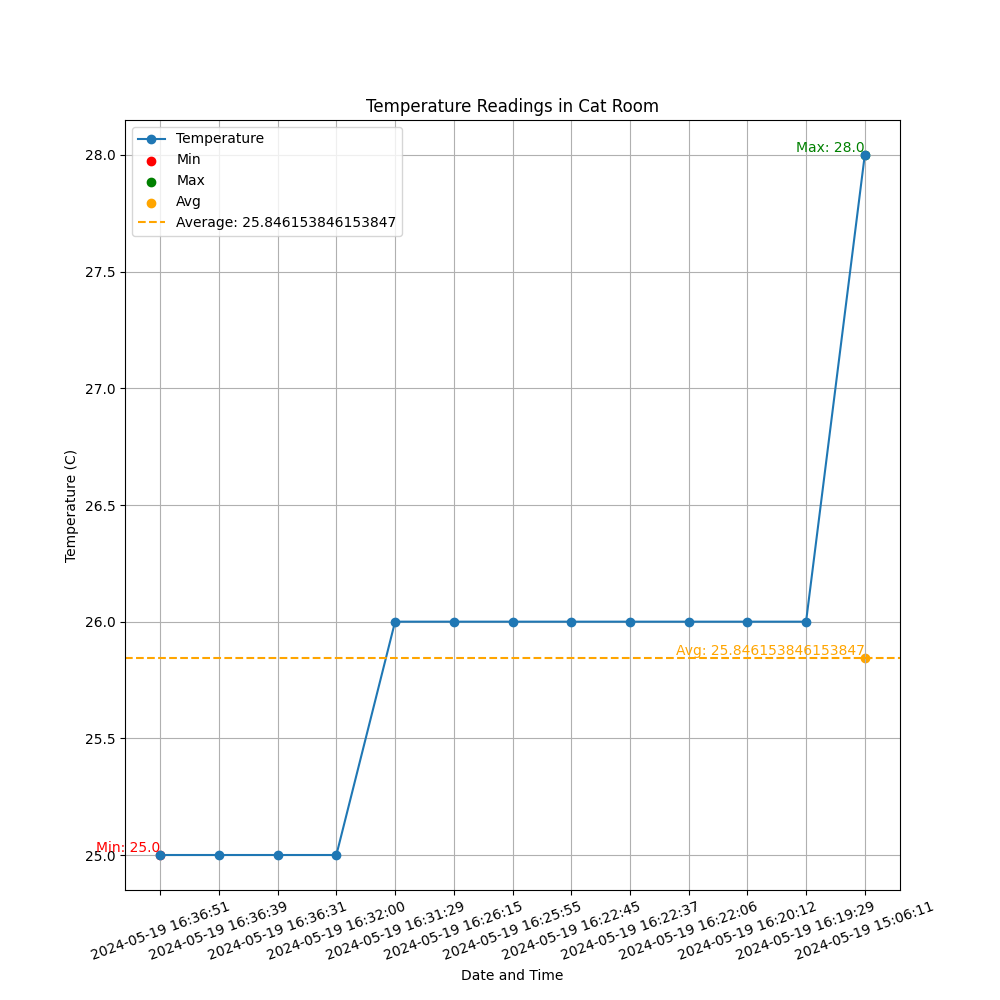 Temperature Readings in Cat Room
Temperature
Min
Max
Avg
Average: 25.846153846153847
Max: 28.0
28.0
27.5
27.0
26.5
26.0
25.5
25.0
Avg: 25.846153846153847
Min: 25.0
Temperature (C)
2024-05-19 16:36:51
2024-05-19 16:36:39
2024-05-19 16:36:31
2024-05-19 16:32:00
2024-05-19 16:31:29
2024-05-19 16:26:15
2024-05-19 16:25:55
2024-05-19 16:22:45
2024-05-19 16:22:37
2024-05-19 16:22:06
2024-05-19 16:20:12
2024-05-19 16:19:29
2024-05-19 15:06:11
Date and Time